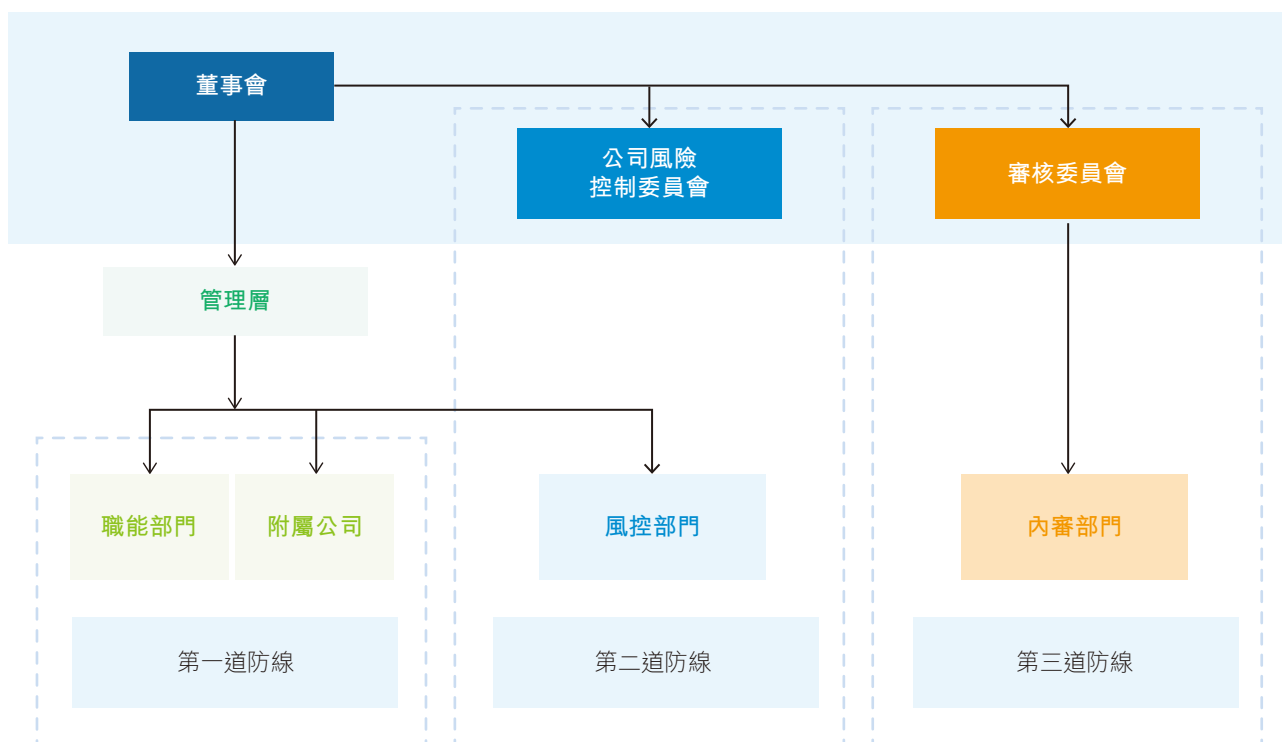 董事會
公司風險
控制委員會
審核委員會
管理層
職能部門
附屬公司
風控部門
內審部門
第一道防線
第二道防線
第三道防線